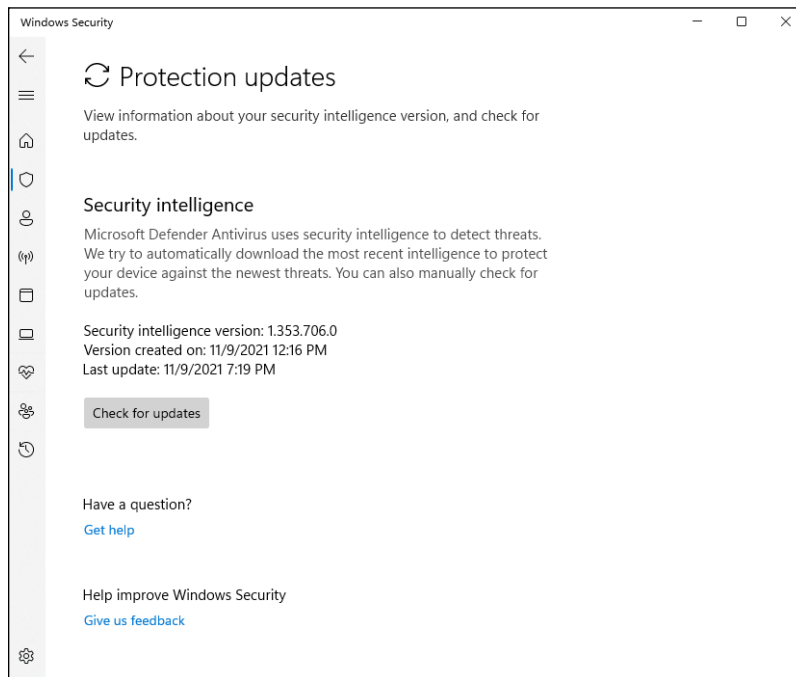 Windows Security
Protection updates
View information about your security intelligence version, and check for
updates.
Security intelligence
Microsoft Defender Antivirus uses security intelligence to detect threats.
We try to automatically download the most recent intelligence to protect
your device against the newest threats. You can also manually check for
updates.
Security intelligence version: 1.353.706.0
Version created on: 11/9/2021 12:16 PM
Last update: 11/9/2021 7:19 PM
Check for updates
Have a question?
Get help
Help improve Windows Security
Give us feedback